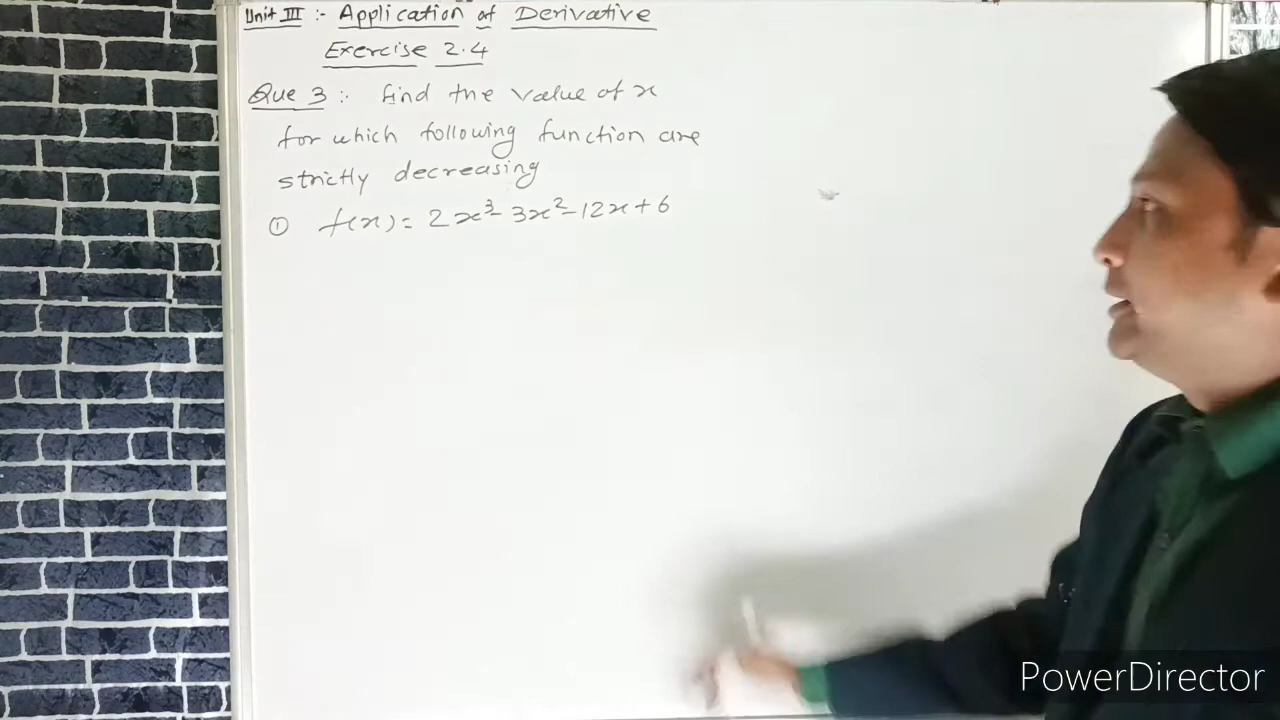 Unit III :- Application of Derivative
Exercise 2.4
Que 3 :- find the value of x
for which following function are
strictly decreasing
① f(x) = 2x³ - 3x² - 12x + 6
PowerDirector